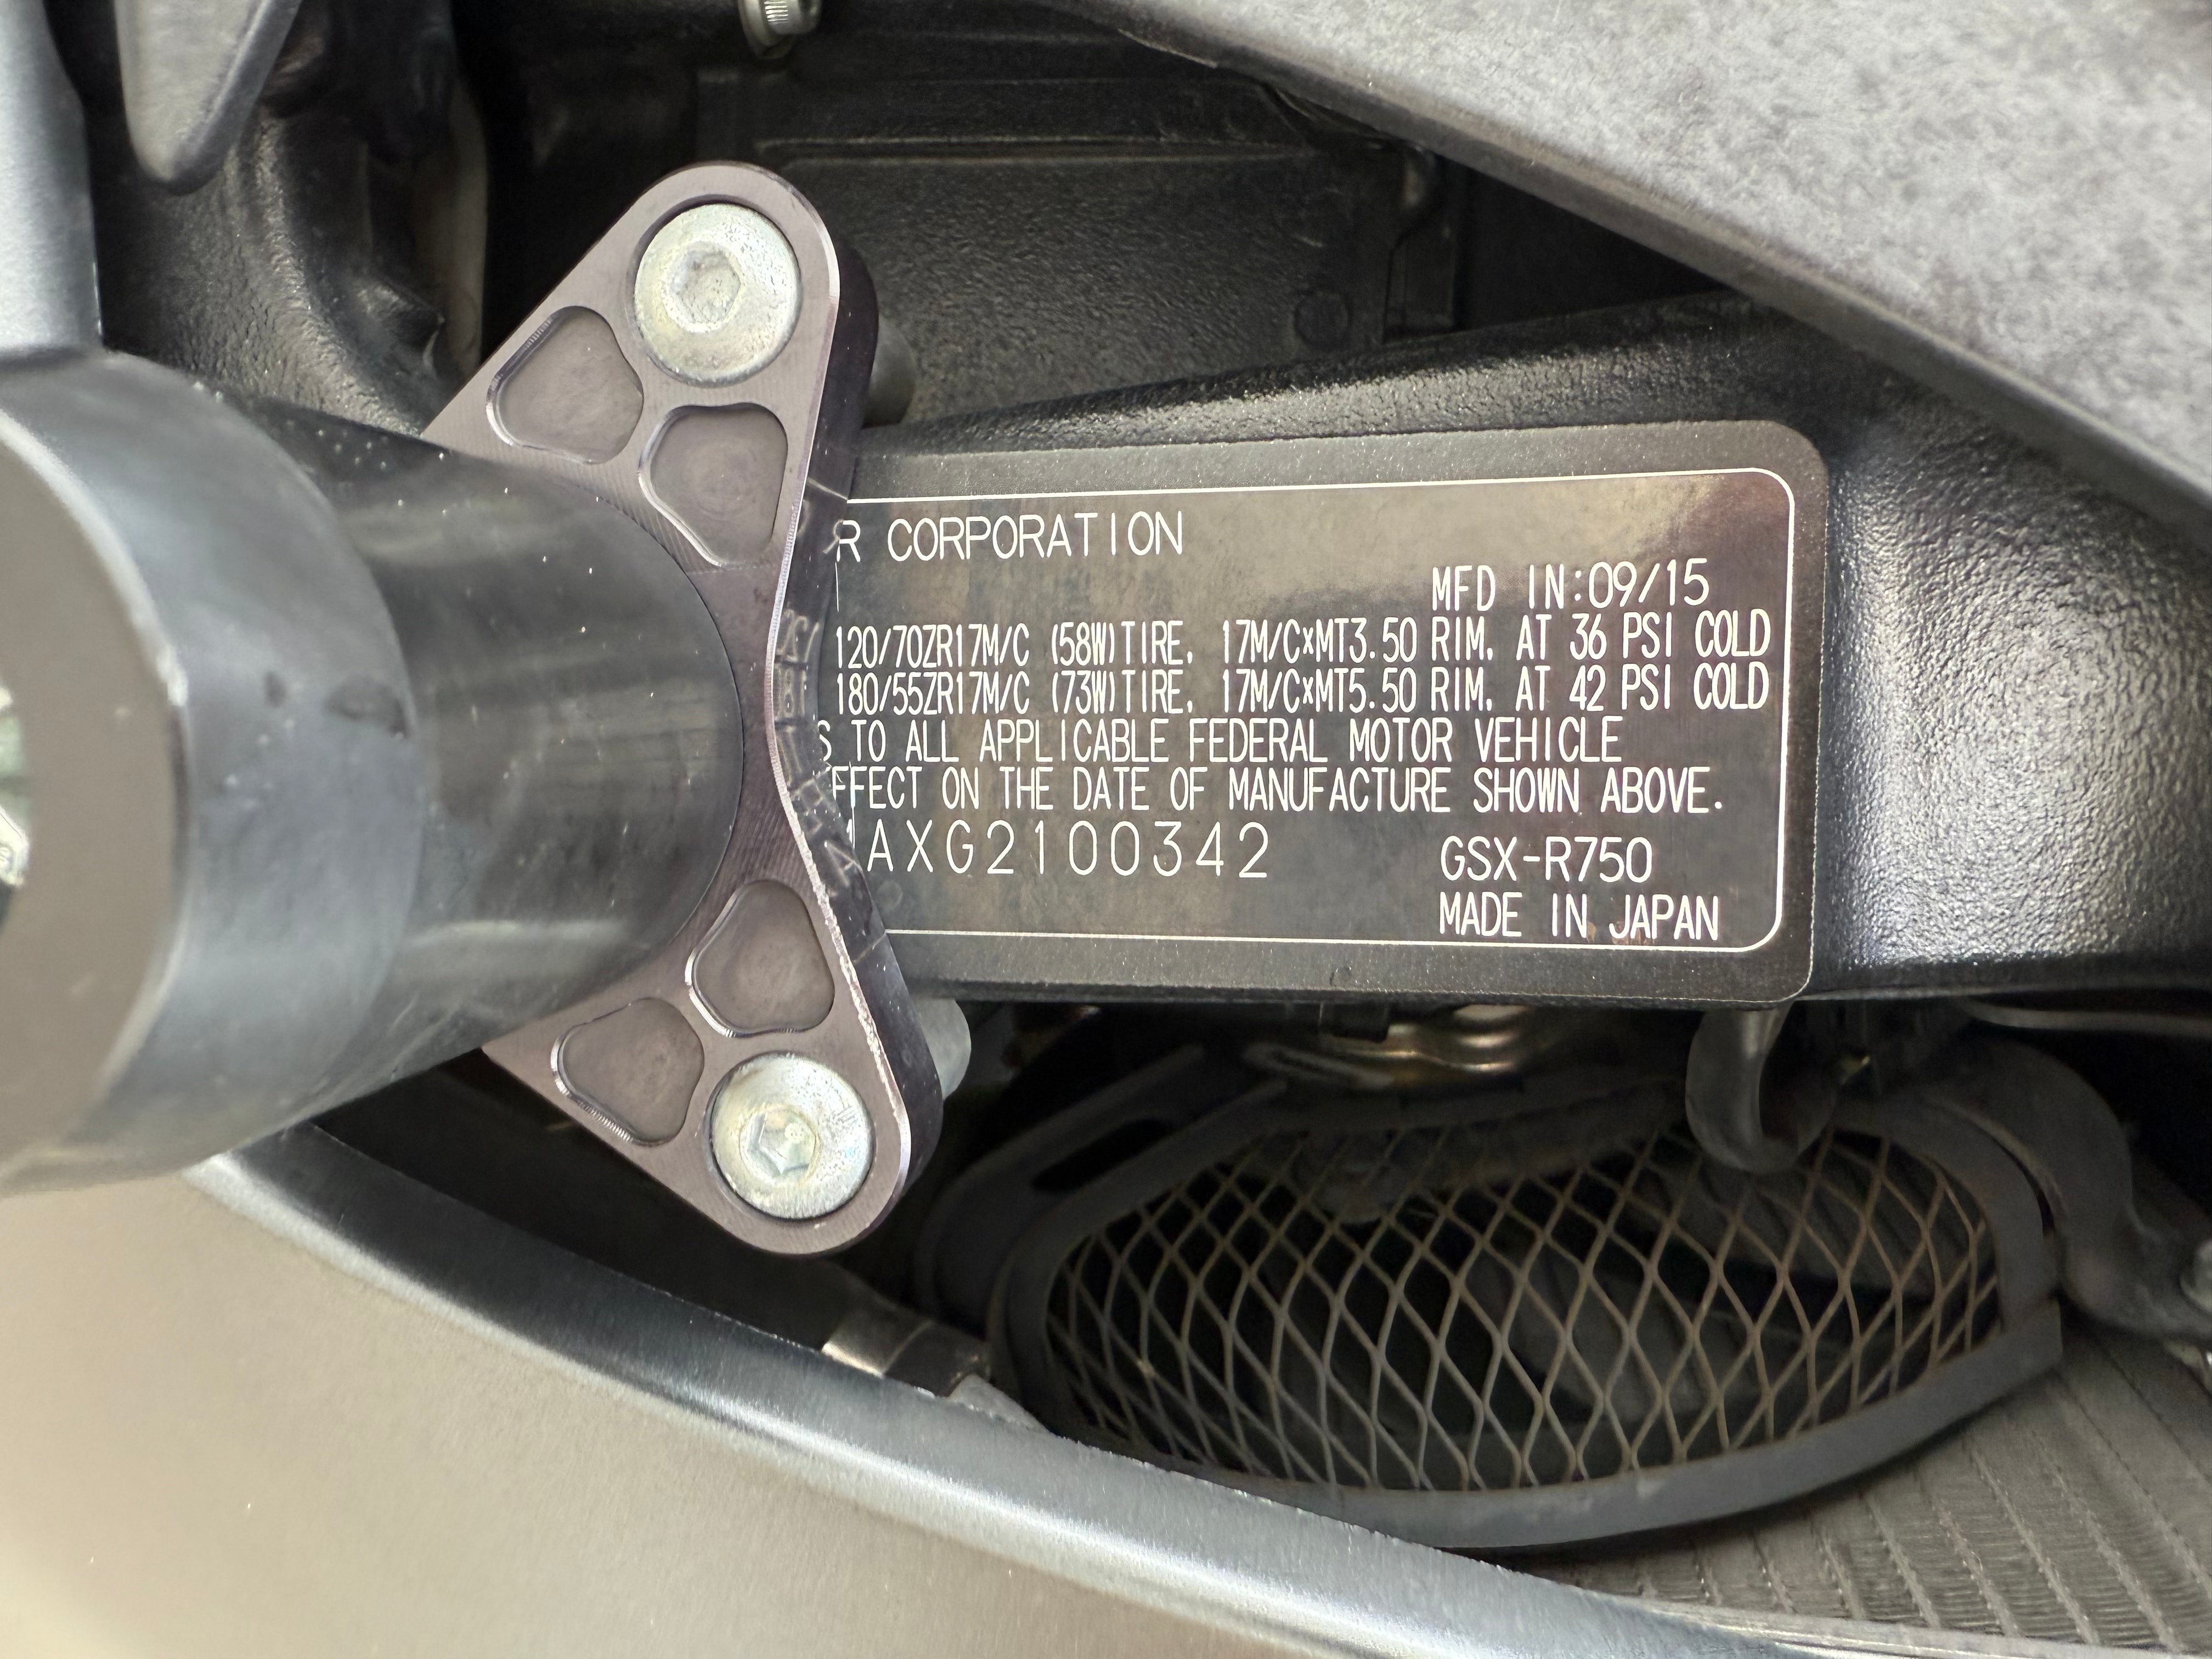 R CORPORATION
MFD IN:09/15
120/70ZR17M/C (58W)TIRE, 17M/C×MT3.50 RIM, AT 36 PSI COLD
180/55ZR17M/C (73W)TIRE, 17M/C×MT5.50 RIM, AT 42 PSI COLD
S TO ALL APPLICABLE FEDERAL MOTOR VEHICLE
FFECT ON THE DATE OF MANUFACTURE SHOWN ABOVE.
AXG2100342 GSX-R750
MADE IN JAPAN